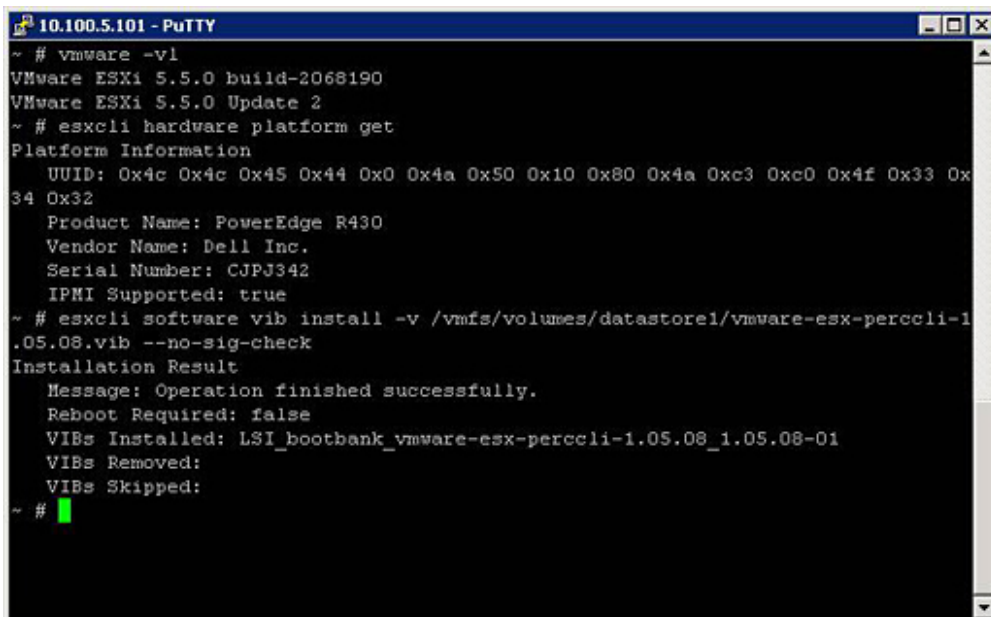 10.100.5.101 - PuTTY
~ # vmware -vl
VMware ESXi 5.5.0 build-2068190
VMware ESXi 5.5.0 Update 2
~ # esxcli hardware platform get
Platform Information
   UUID: 0x4c 0x4c 0x45 0x44 0x0 0x4a 0x50 0x10 0x80 0x4a 0xc3 0xc0 0x4f 0x33 0x
34 0x32
   Product Name: PowerEdge R430
   Vendor Name: Dell Inc.
   Serial Number: CJPJ342
   IPMI Supported: true
~ # esxcli software vib install -v /vmfs/volumes/datastore1/vmware-esx-perccli-1
.05.08.vib --no-sig-check
Installation Result
   Message: Operation finished successfully.
   Reboot Required: false
   VIBs Installed: LSI_bootbank_vmware-esx-perccli-1.05.08_1.05.08-01
   VIBs Removed:
   VIBs Skipped:
~ #